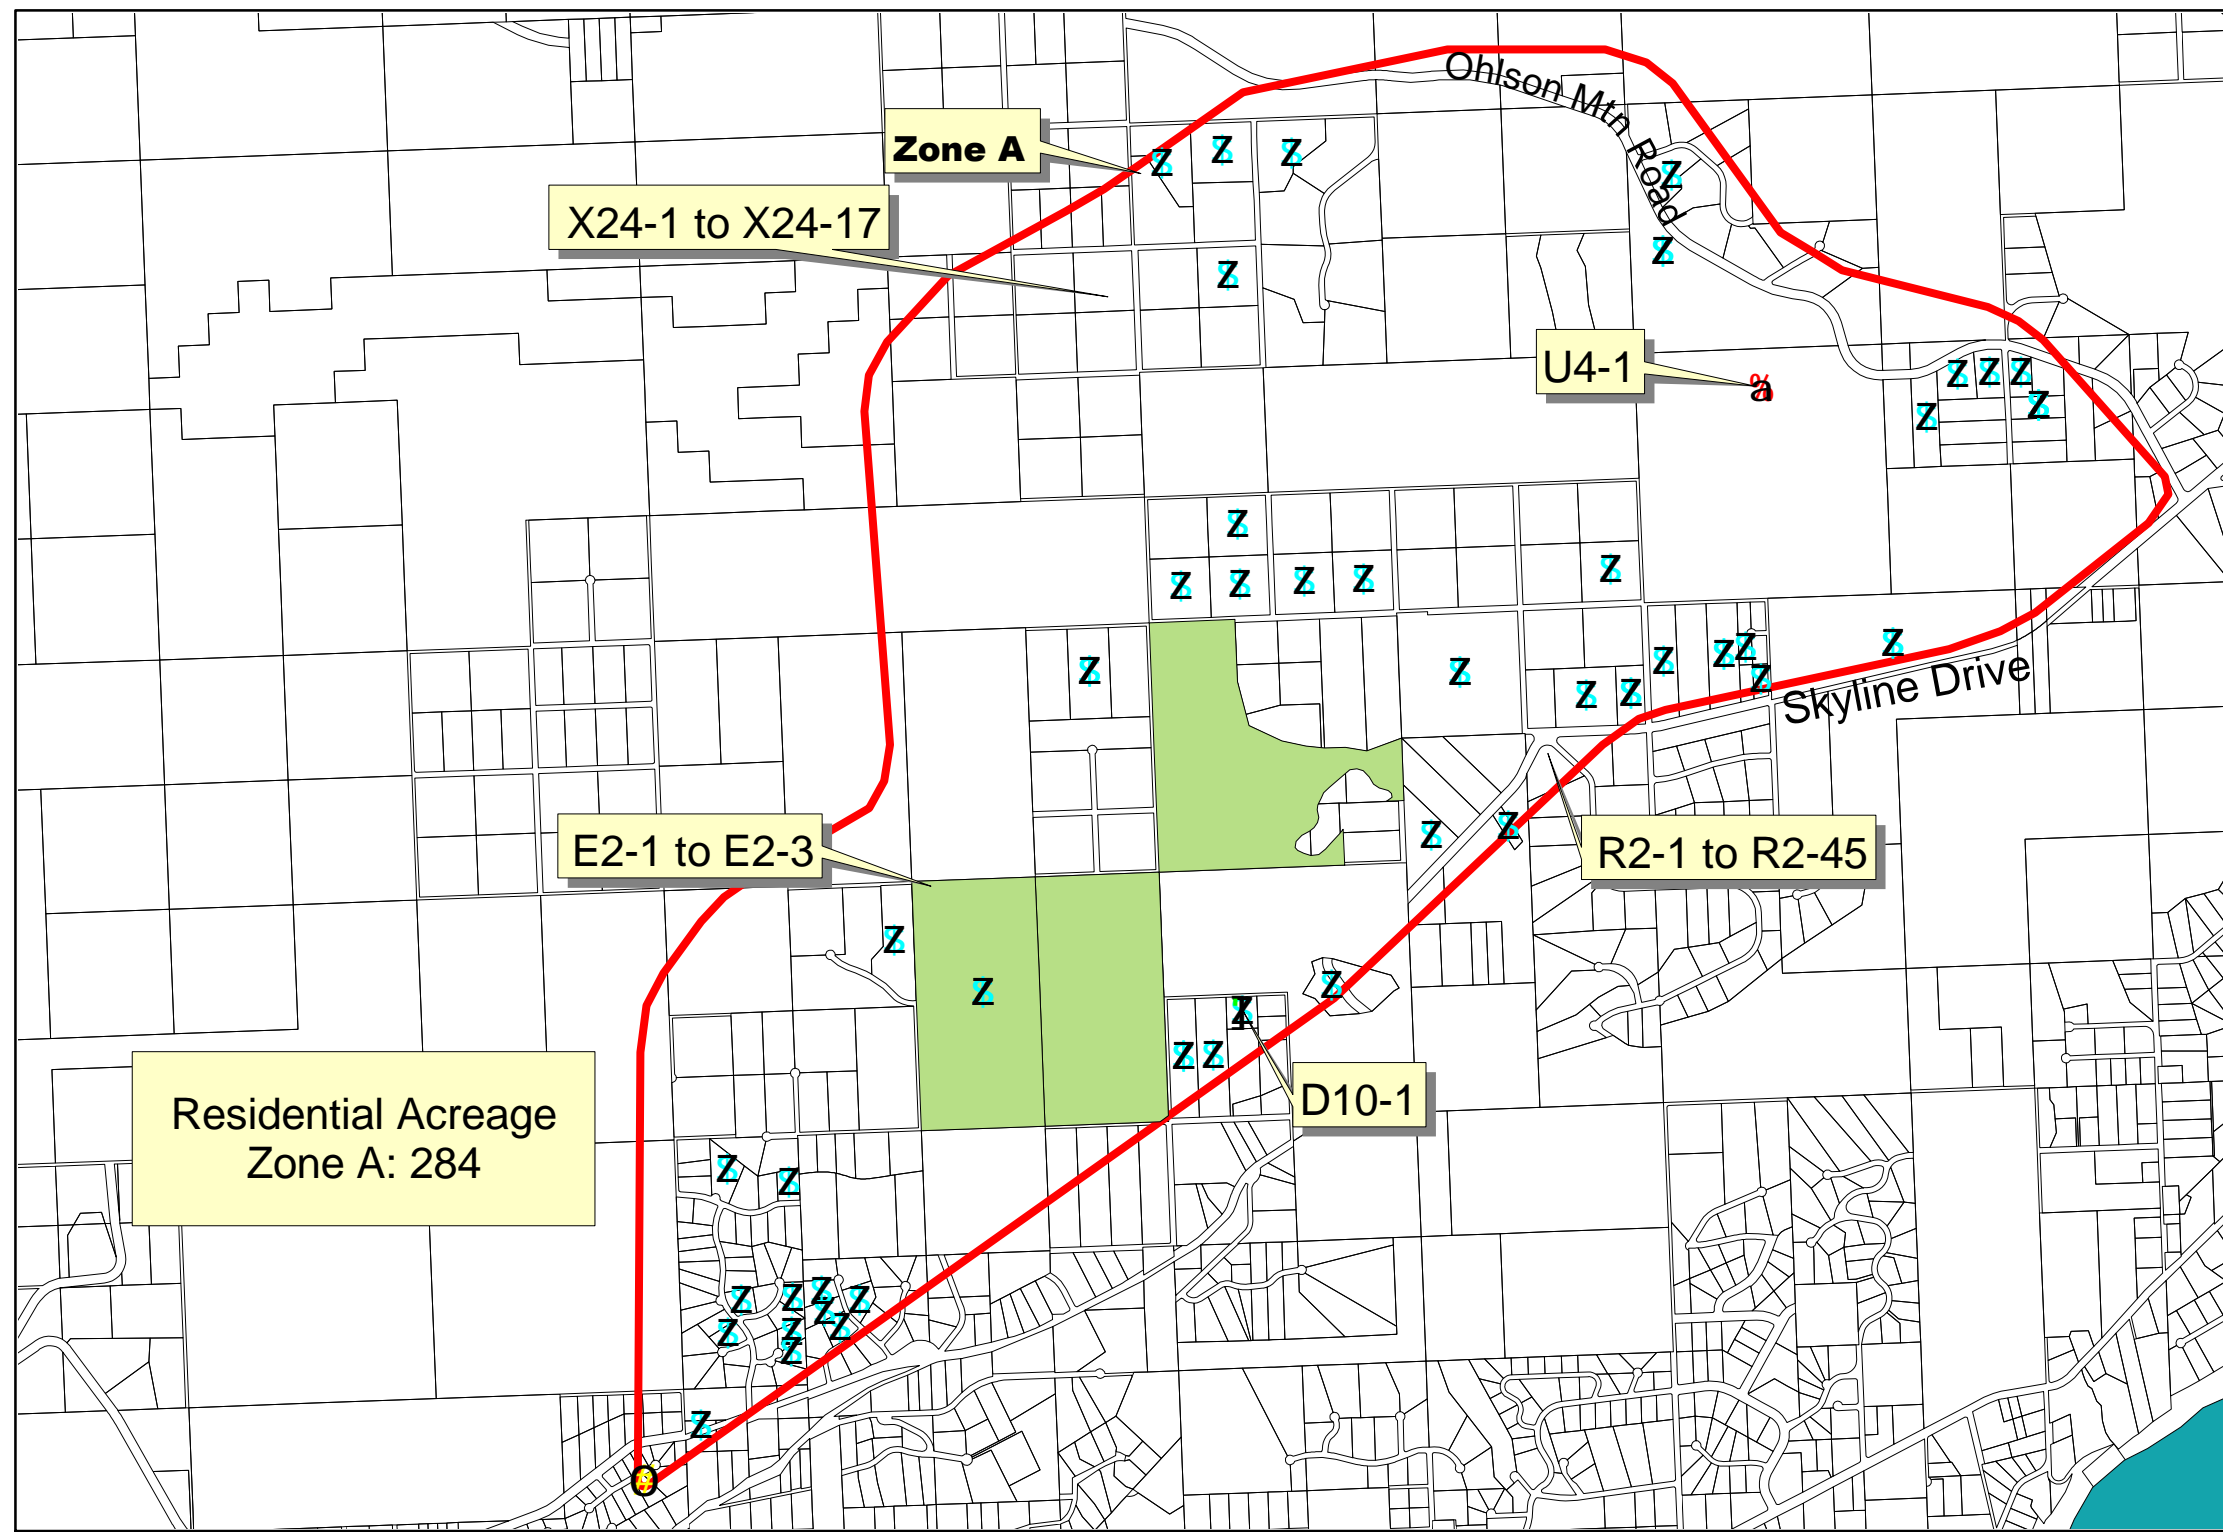 Ohlson Mtn Road
Zone A
Z Z Z Z
X24-1 to X24-17
Z Z
U4-1
a
Z Z Z Z Z
Z
Z Z Z Z Z
Z Z Z Z Z Z Z Z Z Z
Skyline Drive
E2-1 to E2-3
Z Z
R2-1 to R2-45
Z
Z
Z
Z
Z Z
D10-1
Residential Acreage
Zone A: 284
Z Z
Z Z Z Z
Z Z
Z Z Z
Z
O